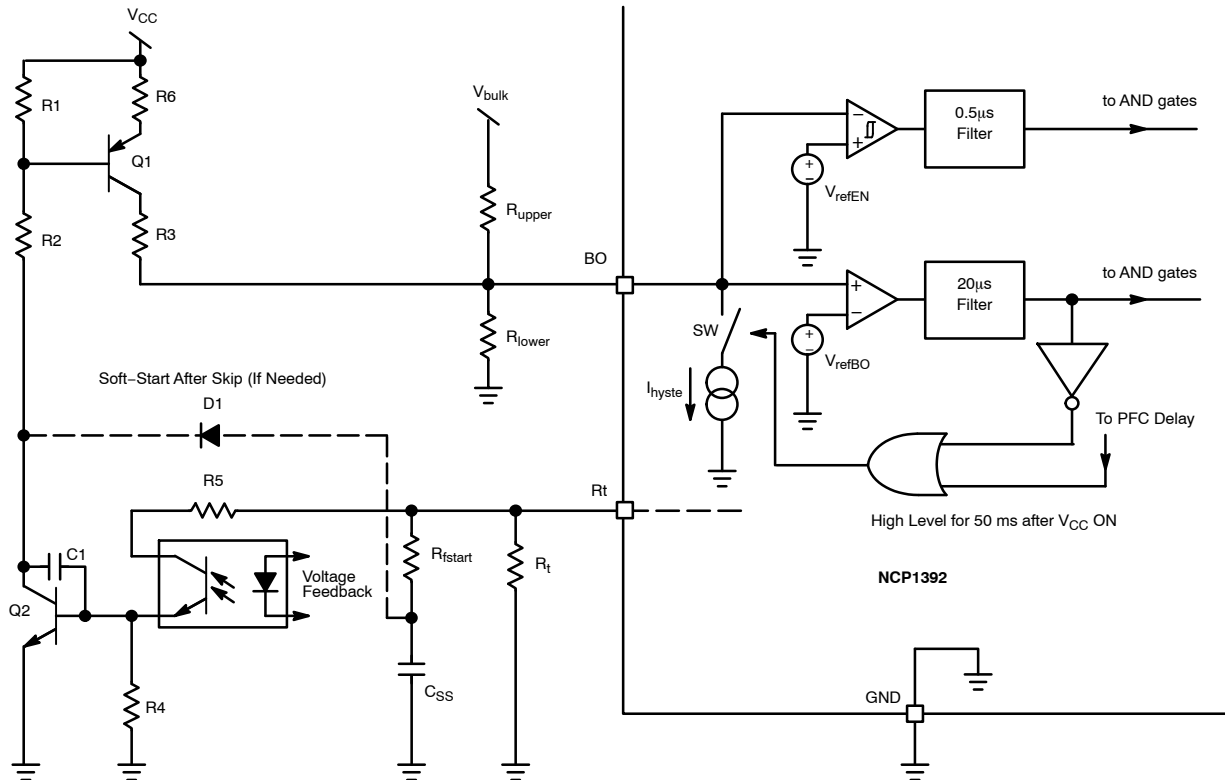 VCC
R1
R6
Q1
R2
R3
Vbulk
Rupper
Rlower
BO
0.5µs
Filter
to AND gates
VrefEN
20µs
Filter
to AND gates
SW
VrefBO
Ihyste
To PFC Delay
High Level for 50 ms after VCC ON
Soft–Start After Skip (If Needed)
D1
R5
Rt
C1
Q2
Voltage
Feedback
Rfstart
Rt
NCP1392
R4
CSS
GND